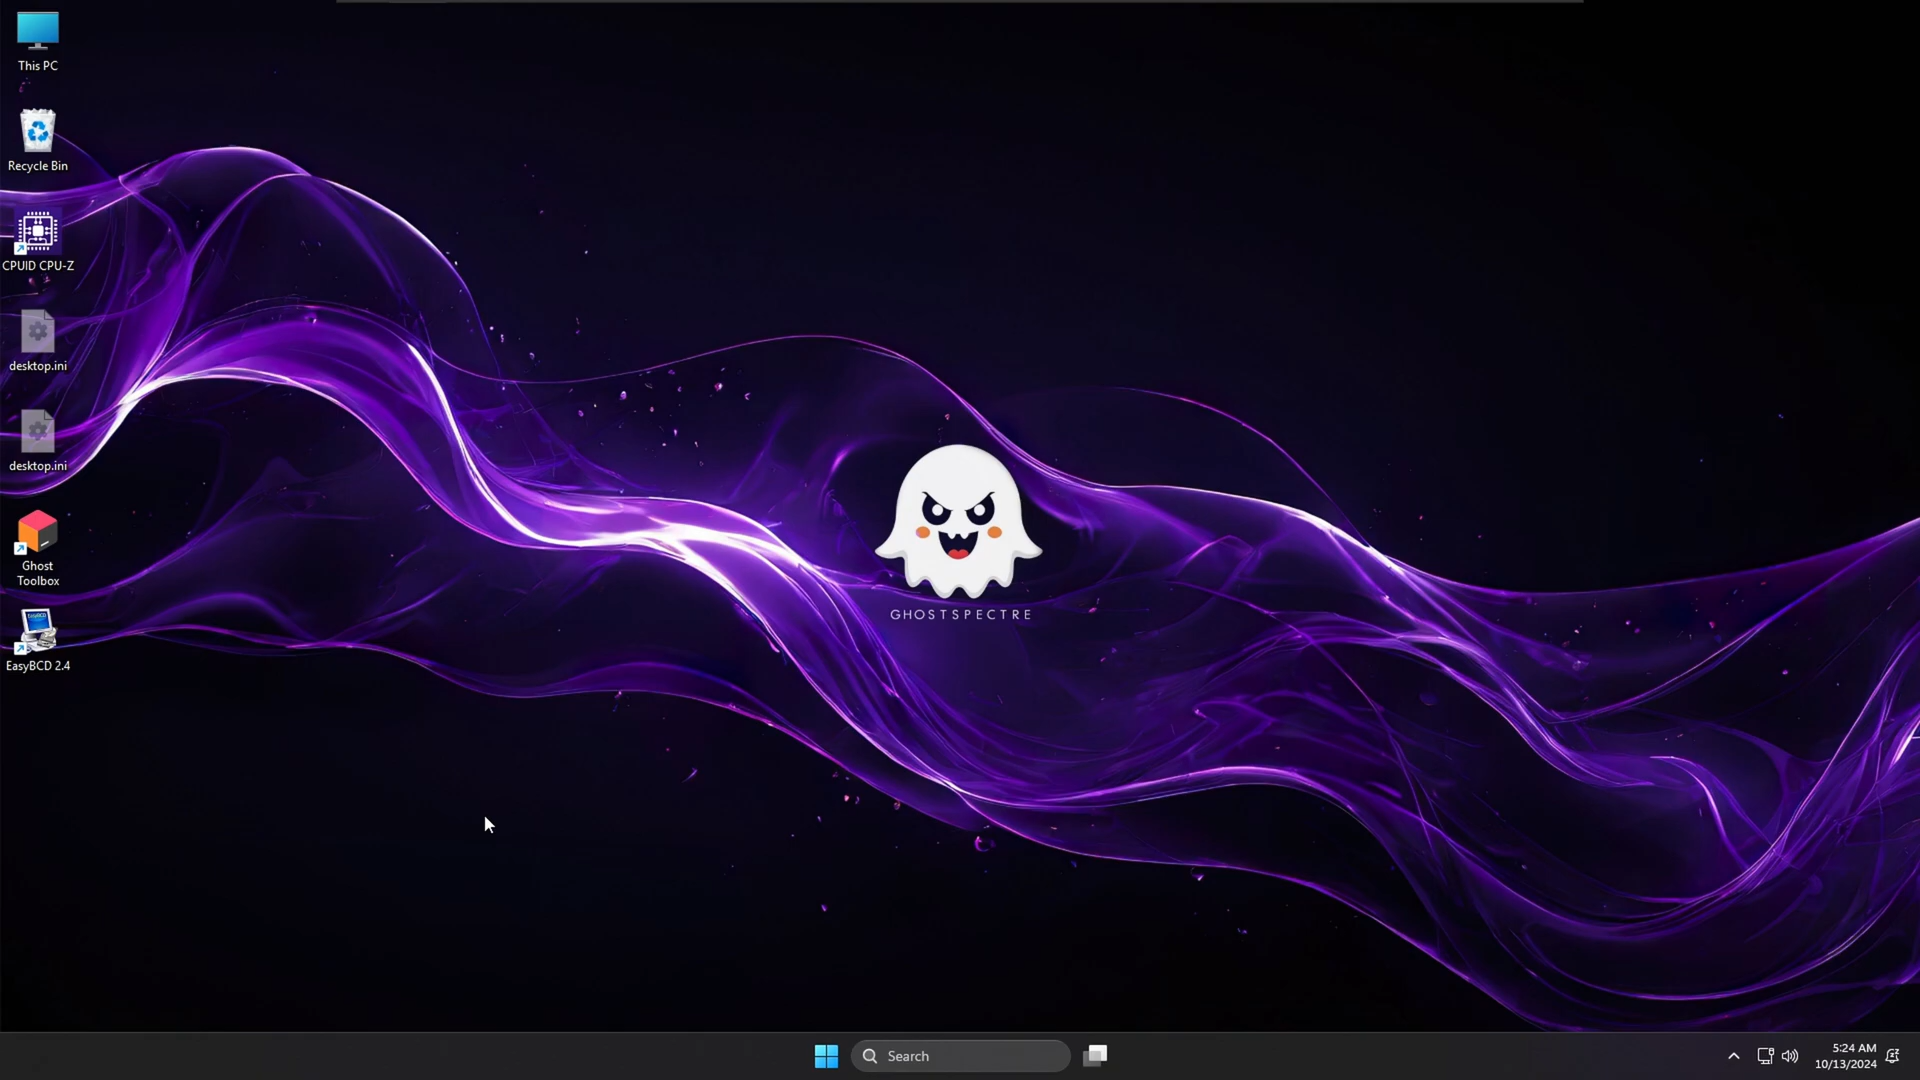 This PC
Recycle Bin
CPUID CPU-Z
desktop.ini
desktop.ini
Ghost
Toolbox
EasyBCD 2.4
GHOSTSPECTRE
Search
5:24 AM
10/13/2024